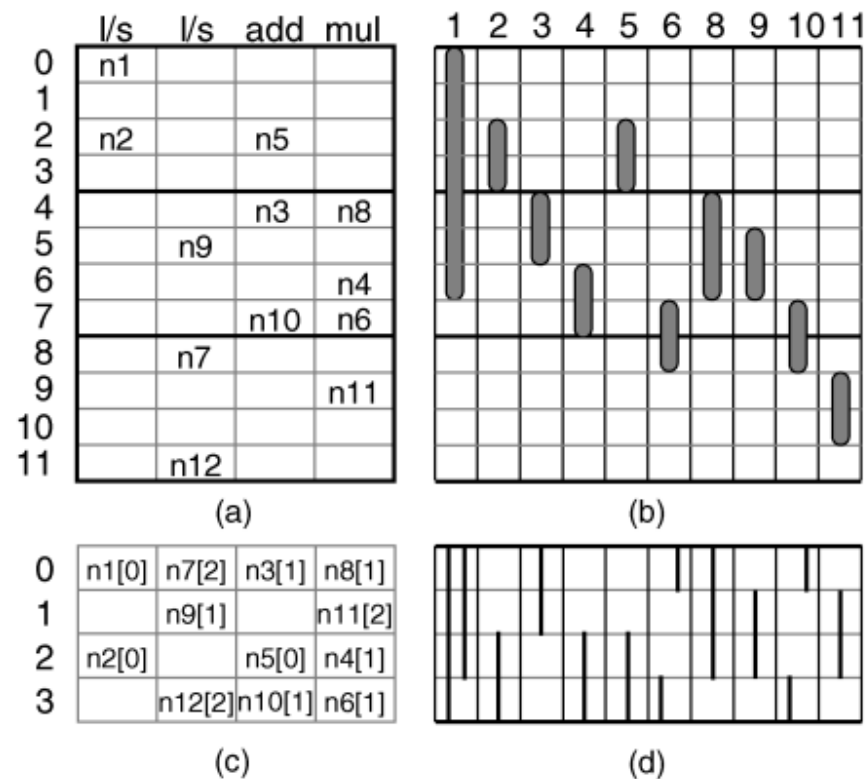 l/s l/s add mul
0 n1
1
2 n2 n5
3
4 n3 n8
5 n9
6 n4
7 n10 n6
8 n7
9 n11
10
11 n12
(a)
1 2 3 4 5 6 7 8 9 10 11
(b)
0 n1[0] n7[2] n3[1] n8[1]
1 n9[1] n11[2]
2 n2[0] n5[0] n4[1]
3 n12[2] n10[1] n6[1]
(c)
(d)